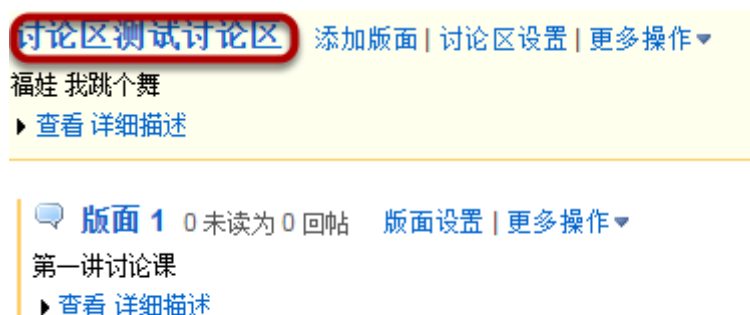 讨论区测试讨论区 添加版面 | 讨论区设置 | 更多操作
福娃 我跳个舞
查看 详细描述
版面 1 0 未读为 0 回帖 版面设置 | 更多操作
第一讲讨论课
查看 详细描述